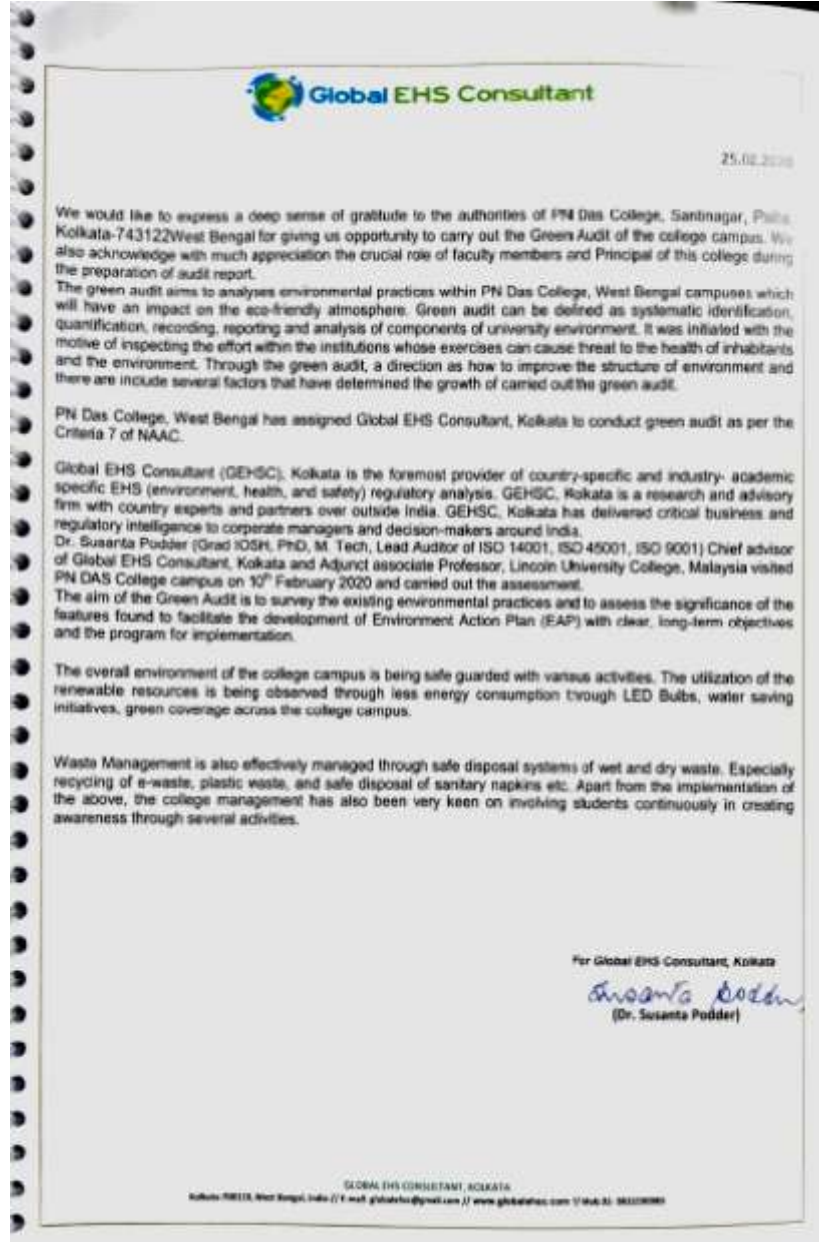 Global EHS Consultant
25.02.2020
We would like to express a deep sense of gratitude to the authorities of PN Das College, Santinagar, Palta,
Kolkata-743122West Bengal for giving us opportunity to carry out the Green Audit of the college campus. We
also acknowledge with much appreciation the crucial role of faculty members and Principal of this college during
the preparation of audit report.
The green audit aims to analyses environmental practices within PN Das College, West Bengal campuses which
will have an impact on the eco-friendly atmosphere. Green audit can be defined as systematic identification,
quantification, recording, reporting and analysis of components of university environment. It was initiated with the
motive of inspecting the effort within the institutions whose exercises can cause threat to the health of inhabitants
and the environment. Through the green audit, a direction as how to improve the structure of environment and
there are include several factors that have determined the growth of carried out the green audit.
PN Das College, West Bengal has assigned Global EHS Consultant, Kolkata to conduct green audit as per the
Criteria 7 of NAAC.
Global EHS Consultant (GEHSC), Kolkata is the foremost provider of country-specific and industry- academic
specific EHS (environment, health, and safety) regulatory analysis. GEHSC, Kolkata is a research and advisory
firm with country experts and partners over outside India. GEHSC, Kolkata has delivered critical business and
regulatory intelligence to corporate managers and decision-makers around India.
Dr. Susanta Podder (Grad IOSH, PhD, M. Tech, Lead Auditor of ISO 14001, ISO 45001, ISO 9001) Chief advisor
of Global EHS Consultant, Kolkata and Adjunct associate Professor, Lincoln University College, Malaysia visited
PN DAS College campus on 10th February 2020 and carried out the assessment.
The aim of the Green Audit is to survey the existing environmental practices and to assess the significance of the
features found to facilitate the development of Environment Action Plan (EAP) with clear, long-term objectives
and the program for implementation.
The overall environment of the college campus is being safe guarded with various activities. The utilization of the
renewable resources is being observed through less energy consumption through LED Bulbs, water saving
initiatives, green coverage across the college campus.
Waste Management is also effectively managed through safe disposal systems of wet and dry waste. Especially
recycling of e-waste, plastic waste, and safe disposal of sanitary napkins etc. Apart from the implementation of
the above, the college management has also been very keen on involving students continuously in creating
awareness through several activities.
For Global EHS Consultant, Kolkata
Susanta Podder
(Dr. Susanta Podder)
GLOBAL EHS CONSULTANT, KOLKATA
Kolkata West Bengal, India // E-mail: